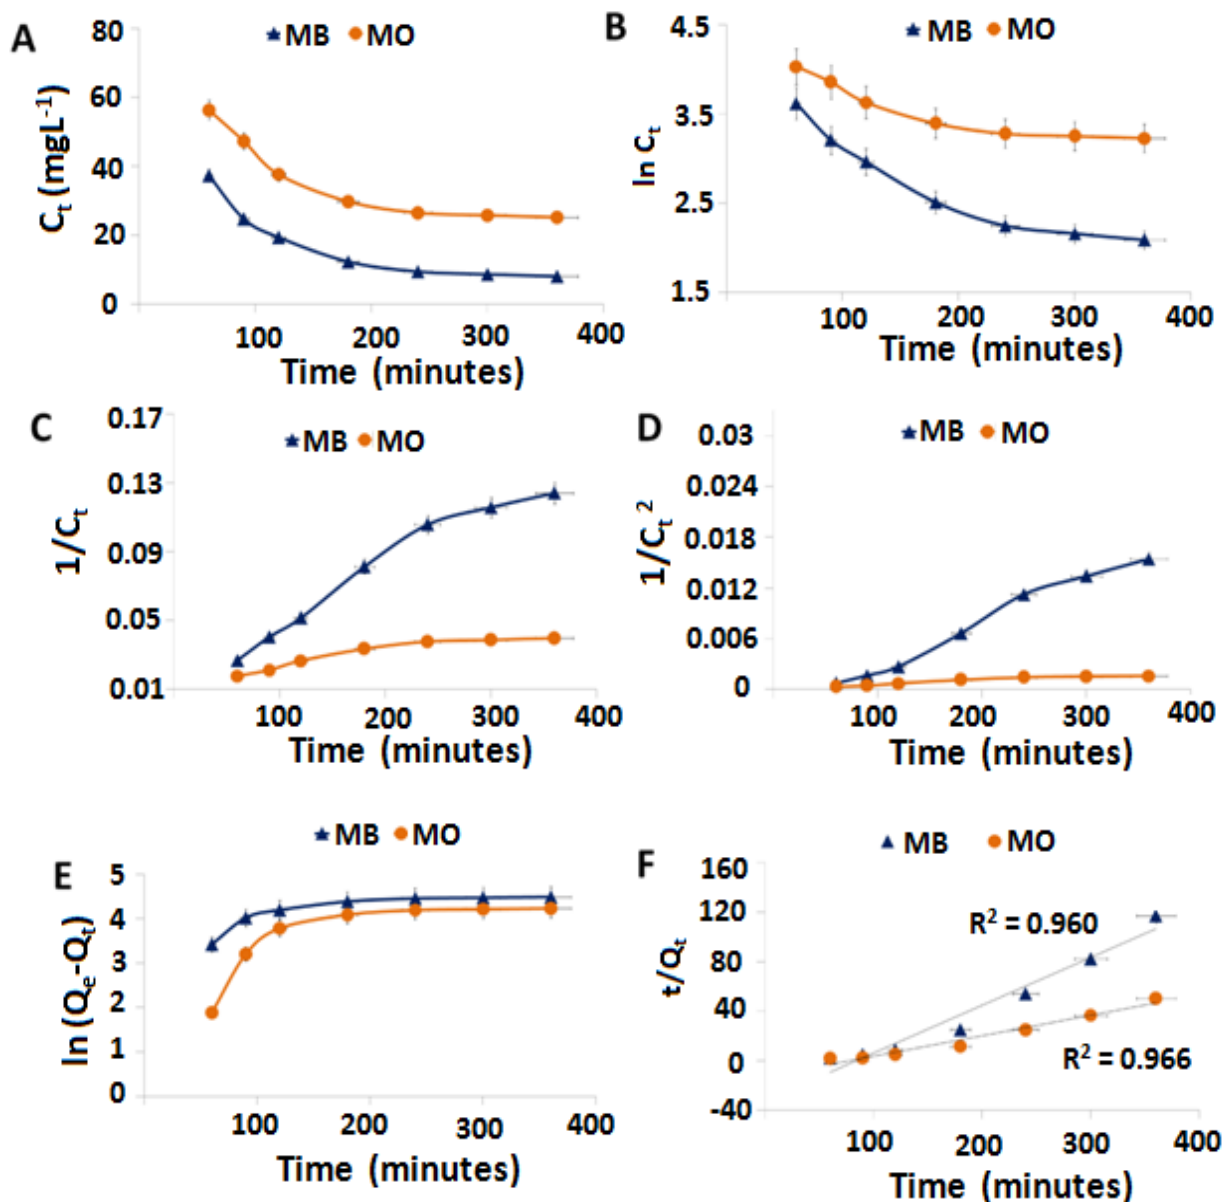 A
MB MO
80
60
40
20
0
Cₜ (mgL⁻¹)
100 200 300 400
Time (minutes)
B
MB MO
4.5
3.5
2.5
1.5
ln Cₜ
100 200 300 400
Time (minutes)
C
MB MO
0.17
0.13
0.09
0.05
0.01
1/Cₜ
100 200 300 400
Time (minutes)
D
MB MO
0.03
0.024
0.018
0.012
0.006
0
1/Cₜ²
100 200 300 400
Time (minutes)
E
MB MO
5
4
3
2
1
0
ln (Qₑ-Qₜ)
100 200 300 400
Time (minutes)
F
MB MO
160
120
80
40
0
-40
t/Qₜ
R² = 0.960
R² = 0.966
100 200 300 400
Time (minutes)